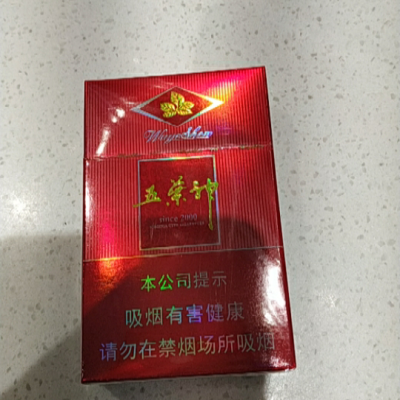 五叶神
since 2000
本公司提示
吸烟有害健康
请勿在禁烟场所吸烟